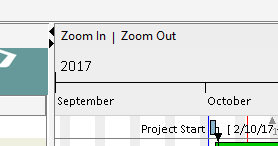 Zoom In | Zoom Out
2017
September October
Project Start [ 2/10/17